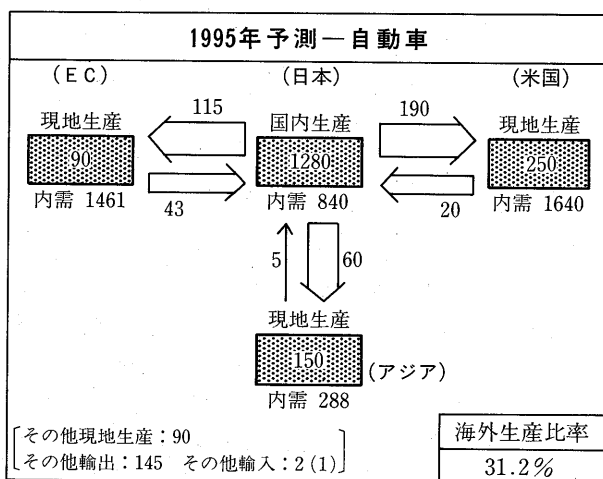 1995年予測－自動車
(EC) (日本) (米国)
115 190
現地生産 国内生産 現地生産
90 1280 250
内需 1461 内需 840 内需 1640
43 20
5 60
現地生産
150 (アジア)
内需 288
その他現地生産：90
その他輸出：145 その他輸入：2(1)
海外生産比率
31.2%